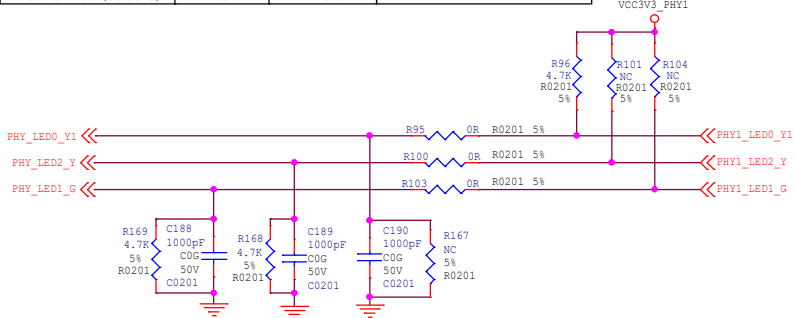 VCC3V3_PHY1
R96
4.7K
R0201
5%
R101
NC
R0201
5%
R104
NC
R0201
5%
PHY_LED0_Y1
R95 0R R0201 5%
PHY1_LED0_Y1
PHY_LED2_Y
R100 0R R0201 5%
PHY1_LED2_Y
PHY_LED1_G
R103 0R R0201 5%
PHY1_LED1_G
R169
4.7K
5%
R0201
C188
1000pF
C0G
50V
C0201
R168
4.7K
5%
R0201
C189
1000pF
C0G
50V
C0201
C190
1000pF
C0G
50V
C0201
R167
NC
5%
R0201